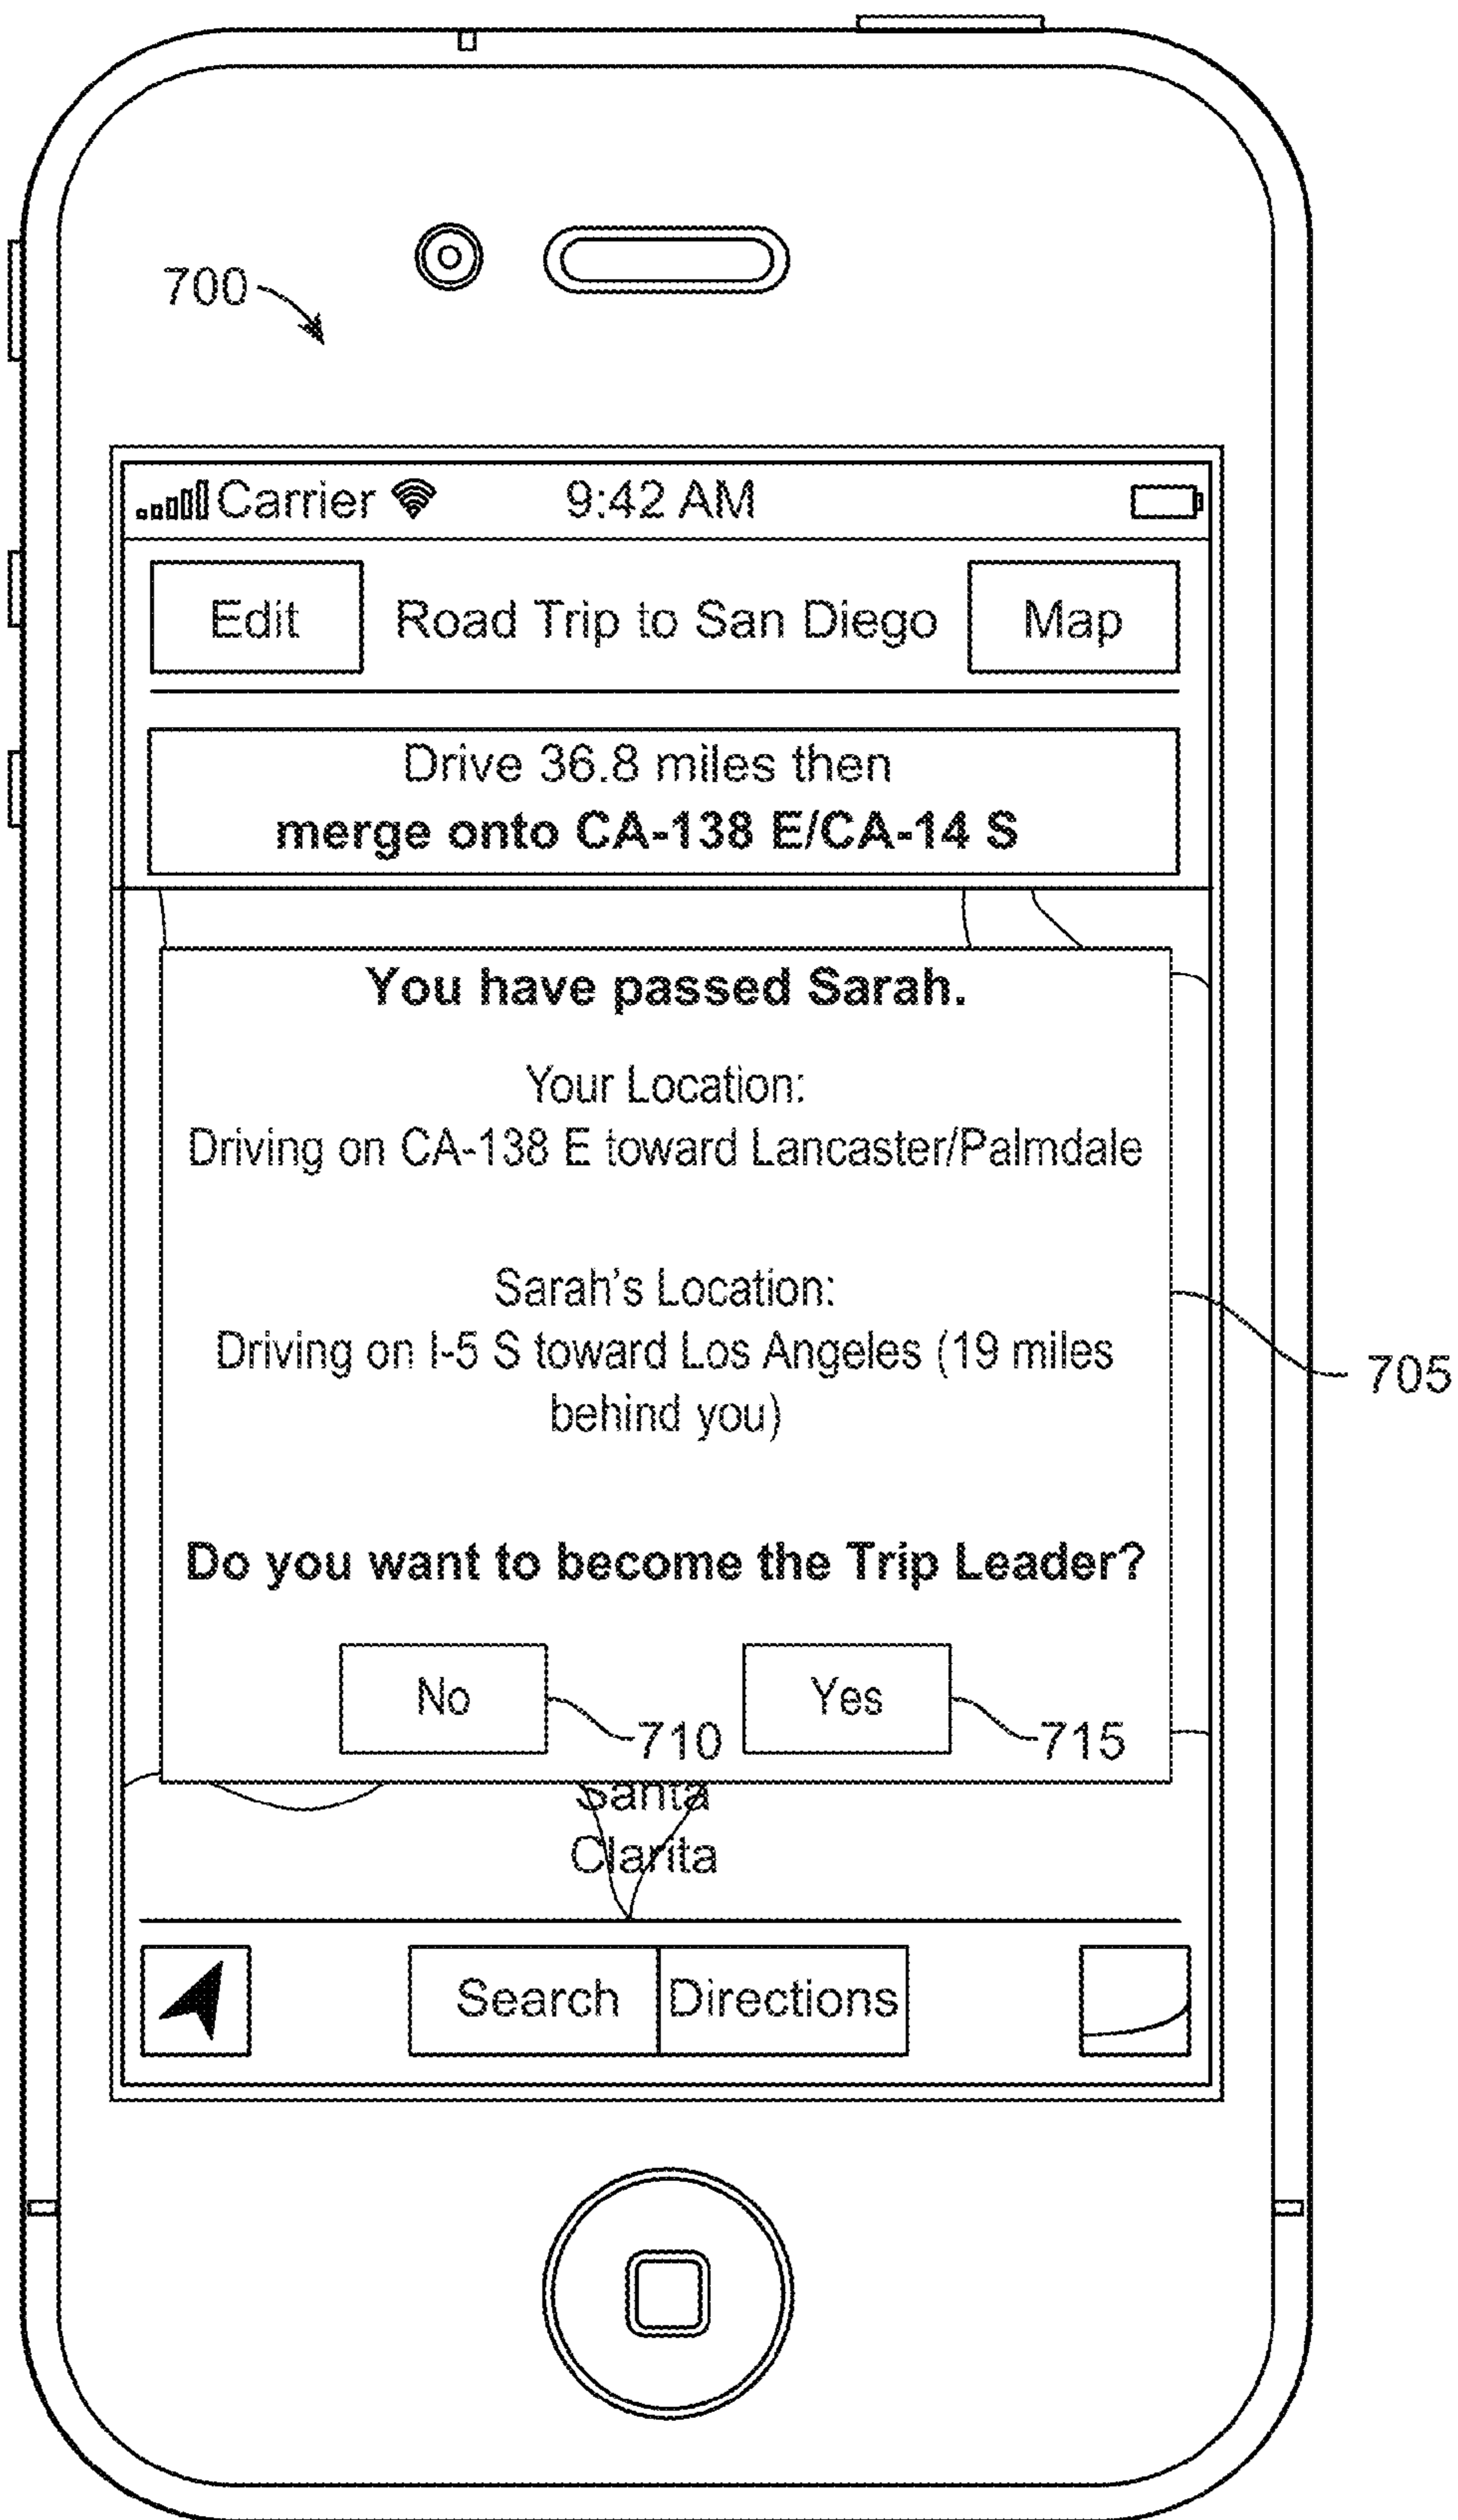 700
Carrier 9:42 AM
Edit Road Trip to San Diego Map
Drive 36.8 miles then
merge onto CA-138 E/CA-14 S
You have passed Sarah.
Your Location:
Driving on CA-138 E toward Lancaster/Palmdale
Sarah's Location:
Driving on I-5 S toward Los Angeles (19 miles
behind you)
705
Do you want to become the Trip Leader?
No Yes
710 715
Santa
Clarita
Search Directions